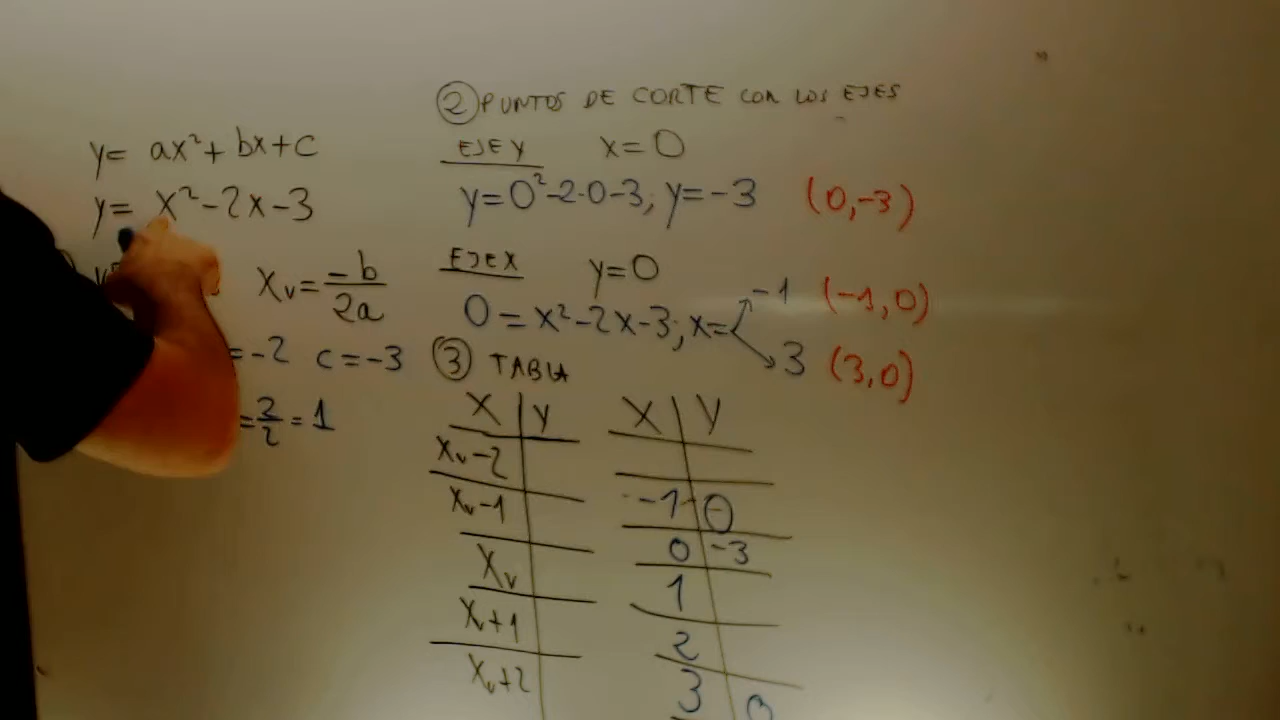 y= ax²+bx+c
y= x²-2x-3
Xᵥ= -b/2a
=-2 c=-3
=2/2=1
② PUNTOS DE CORTE CON LOS EJES
EJE Y x=0
y=0²-2·0-3; y=-3 (0,-3)
EJE X y=0
0=x²-2x-3; x= -1 (-1,0)
3 (3,0)
③ TABLA
X Y
Xᵥ-2
Xᵥ-1
Xᵥ
Xᵥ+1
Xᵥ+2
X Y
-1 0
0 -3
1
2
3 0